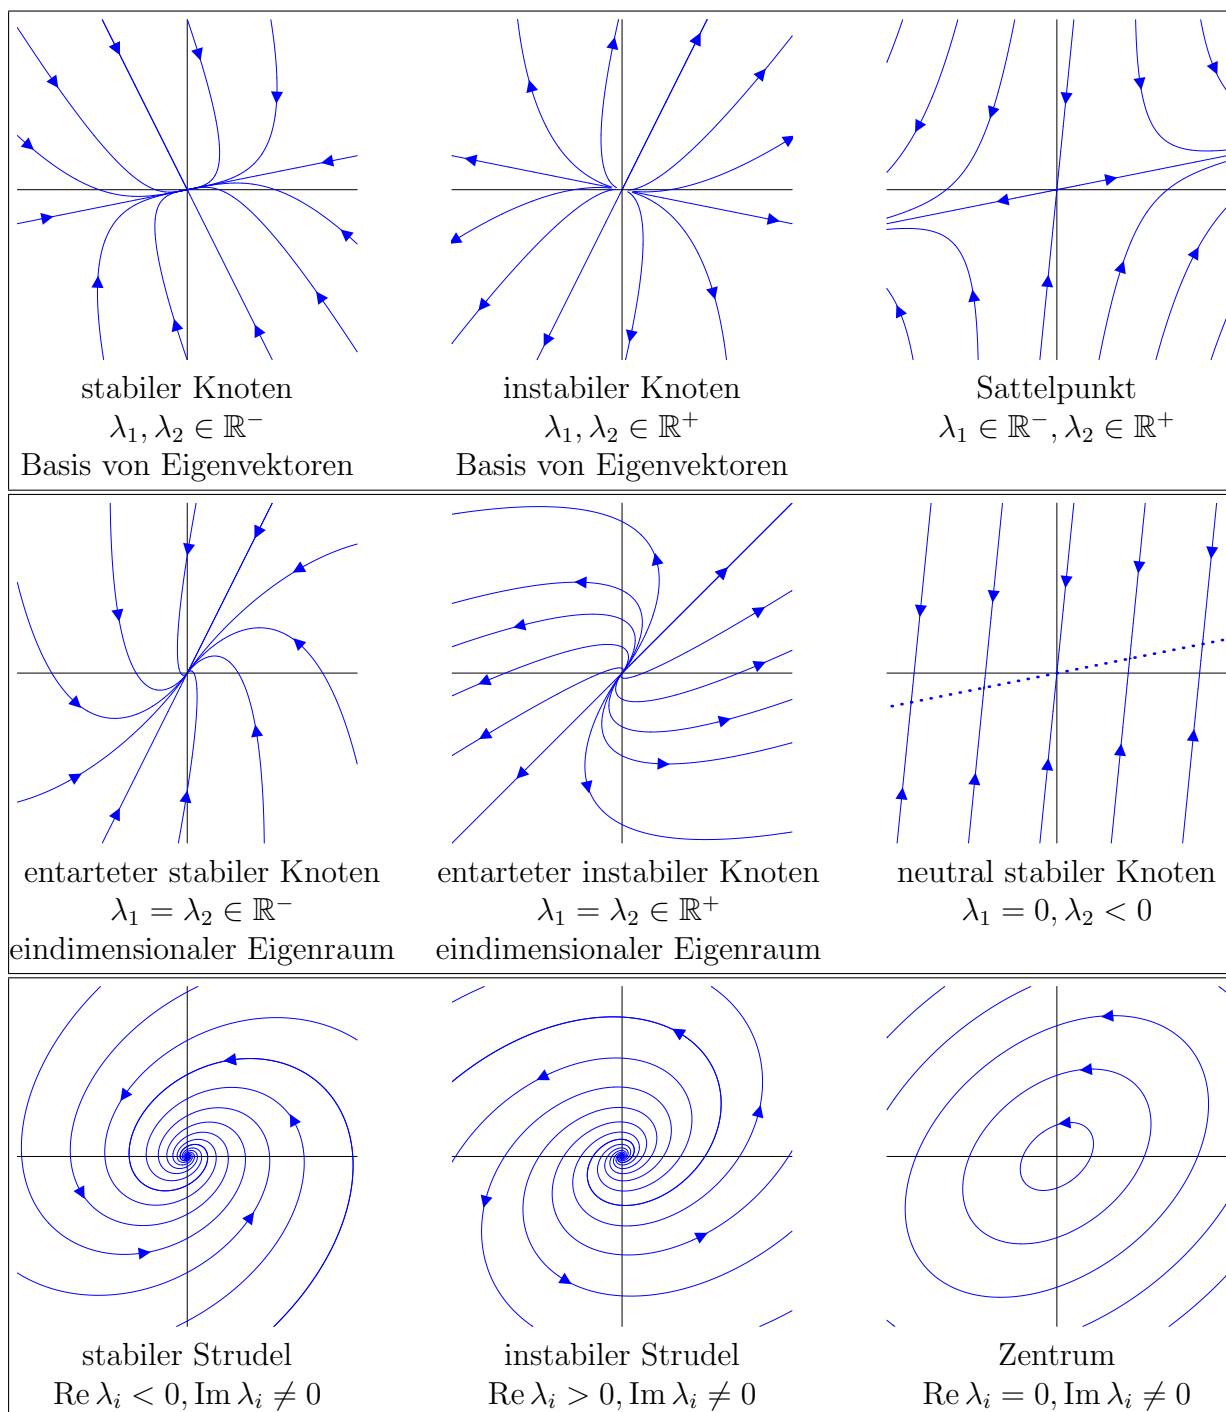 stabiler Knoten
λ₁, λ₂ ∈ ℝ⁻
Basis von Eigenvektoren
instabiler Knoten
λ₁, λ₂ ∈ ℝ⁺
Basis von Eigenvektoren
Sattelpunkt
λ₁ ∈ ℝ⁻, λ₂ ∈ ℝ⁺
entarteter stabiler Knoten
λ₁ = λ₂ ∈ ℝ⁻
eindimensionaler Eigenraum
entarteter instabiler Knoten
λ₁ = λ₂ ∈ ℝ⁺
eindimensionaler Eigenraum
neutral stabiler Knoten
λ₁ = 0, λ₂ < 0
stabiler Strudel
Re λᵢ < 0, Im λᵢ ≠ 0
instabiler Strudel
Re λᵢ > 0, Im λᵢ ≠ 0
Zentrum
Re λᵢ = 0, Im λᵢ ≠ 0